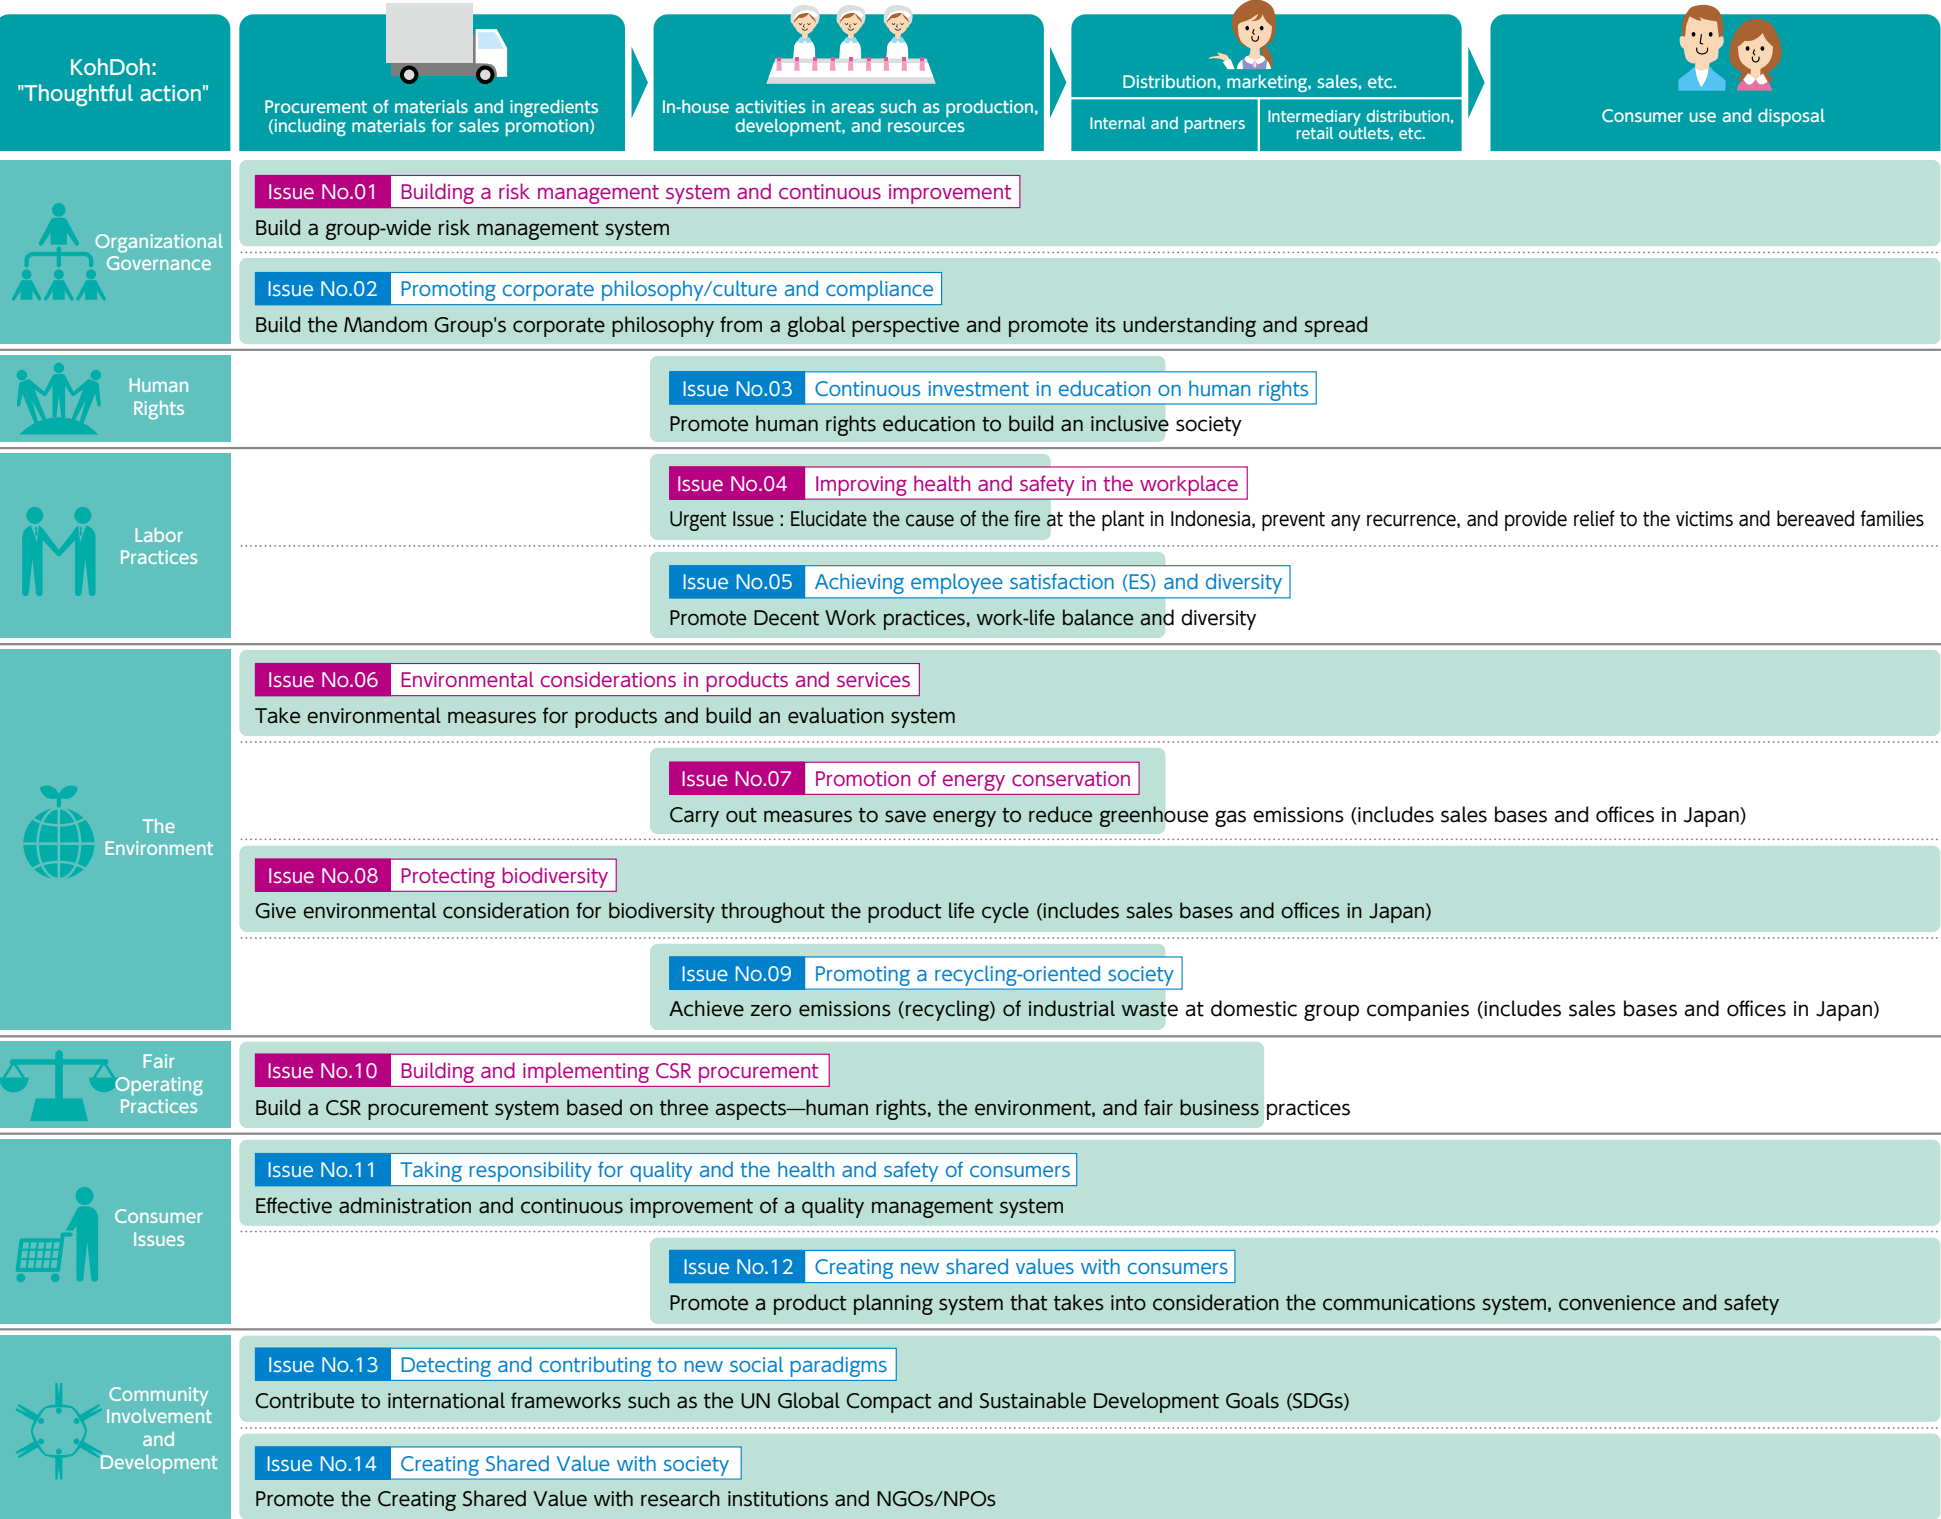 KohDoh:
"Thoughtful action"
Procurement of materials and ingredients
(including materials for sales promotion)
In-house activities in areas such as production,
development, and resources
Distribution, marketing, sales, etc.
Internal and partners
Intermediary distribution,
retail outlets, etc.
Consumer use and disposal
Organizational
Governance
Issue No.01 Building a risk management system and continuous improvement
Build a group-wide risk management system
Issue No.02 Promoting corporate philosophy/culture and compliance
Build the Mandom Group's corporate philosophy from a global perspective and promote its understanding and spread
Human
Rights
Issue No.03 Continuous investment in education on human rights
Promote human rights education to build an inclusive society
Labor
Practices
Issue No.04 Improving health and safety in the workplace
Urgent Issue : Elucidate the cause of the fire at the plant in Indonesia, prevent any recurrence, and provide relief to the victims and bereaved families
Issue No.05 Achieving employee satisfaction (ES) and diversity
Promote Decent Work practices, work-life balance and diversity
The
Environment
Issue No.06 Environmental considerations in products and services
Take environmental measures for products and build an evaluation system
Issue No.07 Promotion of energy conservation
Carry out measures to save energy to reduce greenhouse gas emissions (includes sales bases and offices in Japan)
Issue No.08 Protecting biodiversity
Give environmental consideration for biodiversity throughout the product life cycle (includes sales bases and offices in Japan)
Issue No.09 Promoting a recycling-oriented society
Achieve zero emissions (recycling) of industrial waste at domestic group companies (includes sales bases and offices in Japan)
Fair
Operating
Practices
Issue No.10 Building and implementing CSR procurement
Build a CSR procurement system based on three aspects—human rights, the environment, and fair business practices
Consumer
Issues
Issue No.11 Taking responsibility for quality and the health and safety of consumers
Effective administration and continuous improvement of a quality management system
Issue No.12 Creating new shared values with consumers
Promote a product planning system that takes into consideration the communications system, convenience and safety
Community
Involvement
and
Development
Issue No.13 Detecting and contributing to new social paradigms
Contribute to international frameworks such as the UN Global Compact and Sustainable Development Goals (SDGs)
Issue No.14 Creating Shared Value with society
Promote the Creating Shared Value with research institutions and NGOs/NPOs